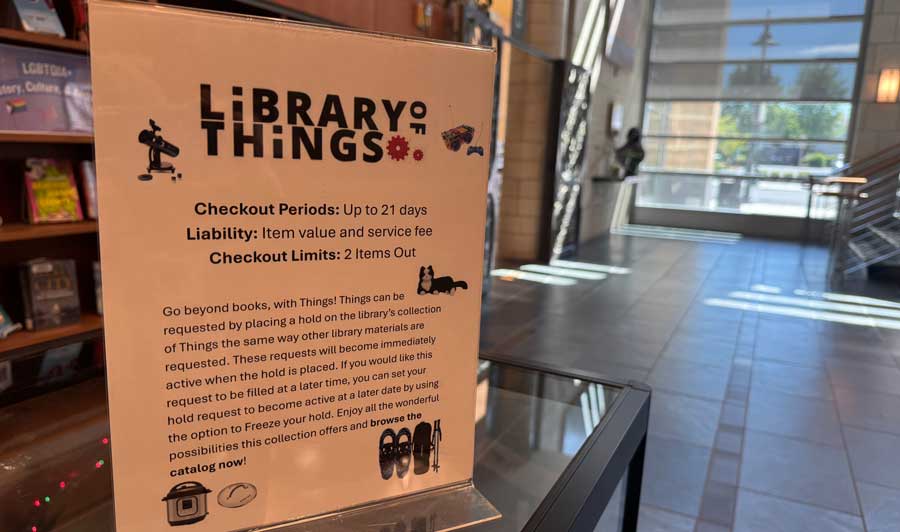 LGBTQIA+
LiBRARY OF
THiNGS
Checkout Periods: Up to 21 days
Liability: Item value and service fee
Checkout Limits: 2 Items Out
Go beyond books, with Things! Things can be
requested by placing a hold on the library's collection
of Things the same way other library materials are
requested. These requests will become immediately
active when the hold is placed. If you would like this
request to be filled at a later time, you can set your
hold request to become active at a later date by using
the option to Freeze your hold. Enjoy all the wonderful
possibilities this collection offers and browse the
catalog now!